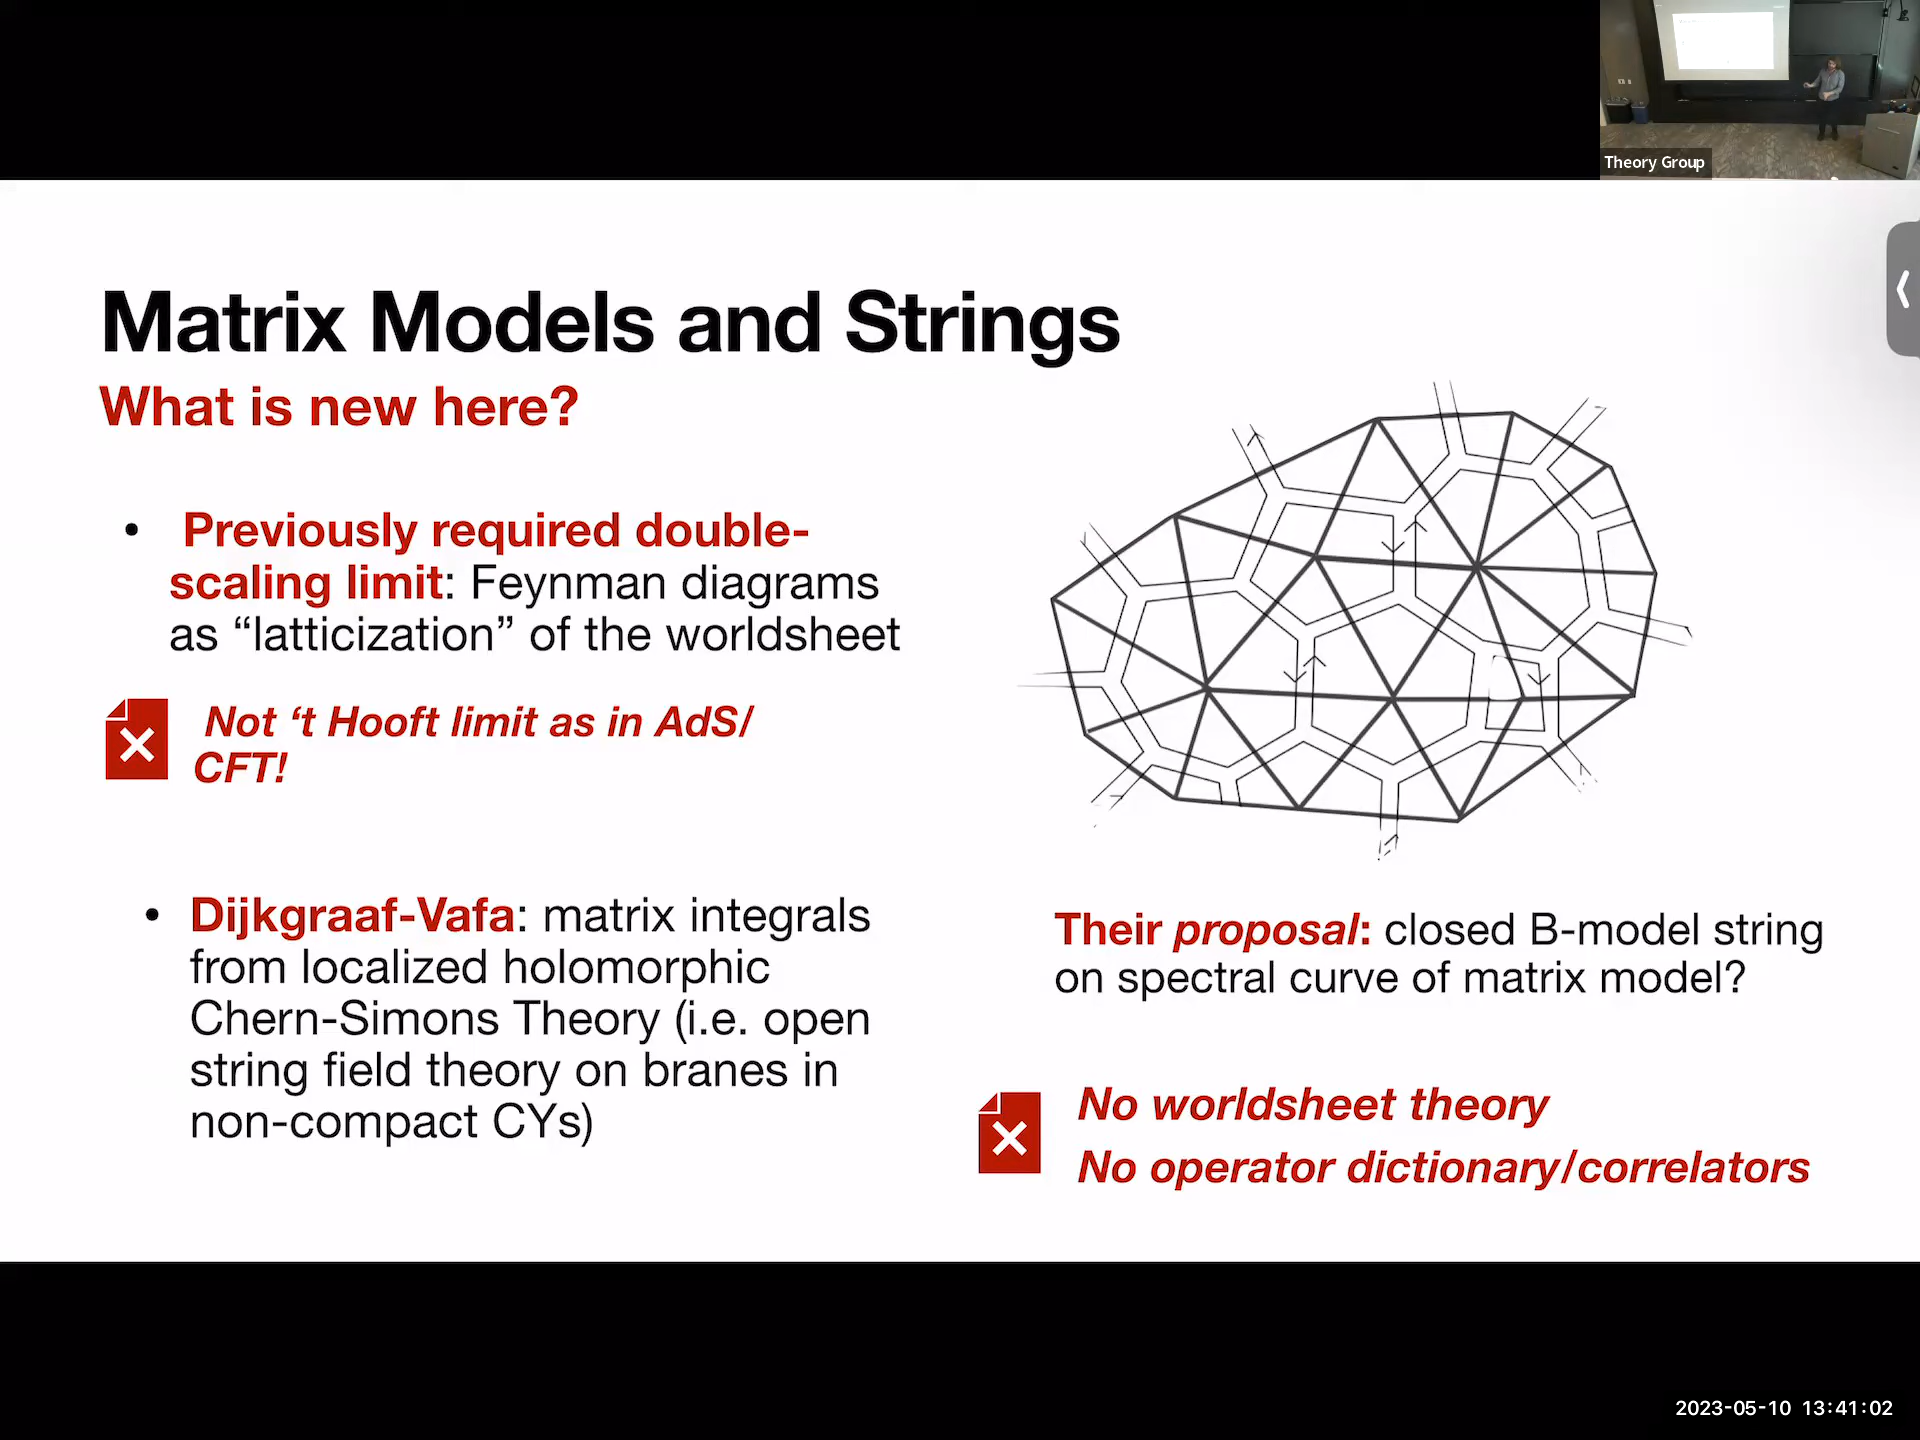 Theory Group
Matrix Models and Strings
What is new here?
• Previously required double-
scaling limit: Feynman diagrams
as “latticization” of the worldsheet
Not ‘t Hooft limit as in AdS/
CFT!
• Dijkgraaf-Vafa: matrix integrals
from localized holomorphic
Chern-Simons Theory (i.e. open
string field theory on branes in
non-compact CYs)
Their proposal: closed B-model string
on spectral curve of matrix model?
No worldsheet theory
No operator dictionary/correlators
2023-05-10 13:41:02